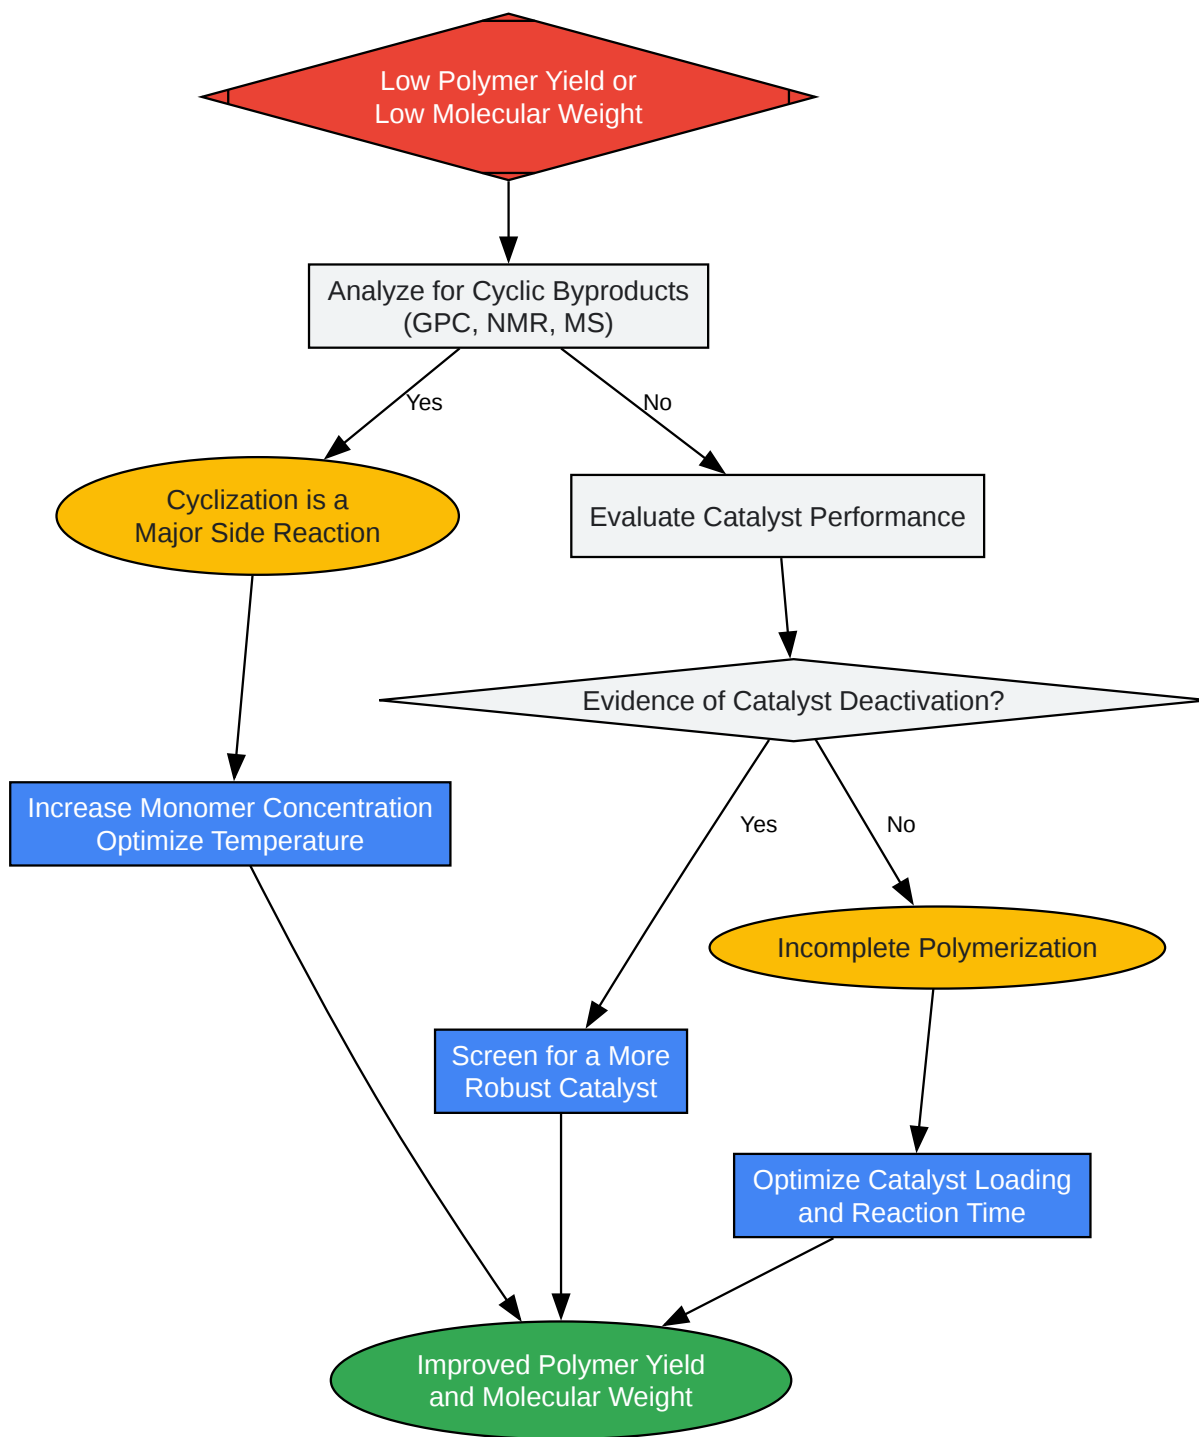 Low Polymer Yield or
Low Molecular Weight
Analyze for Cyclic Byproducts
(GPC, NMR, MS)
Yes
No
Cyclization is a
Major Side Reaction
Evaluate Catalyst Performance
Evidence of Catalyst Deactivation?
Increase Monomer Concentration
Optimize Temperature
Yes
No
Incomplete Polymerization
Screen for a More
Robust Catalyst
Optimize Catalyst Loading
and Reaction Time
Improved Polymer Yield
and Molecular Weight